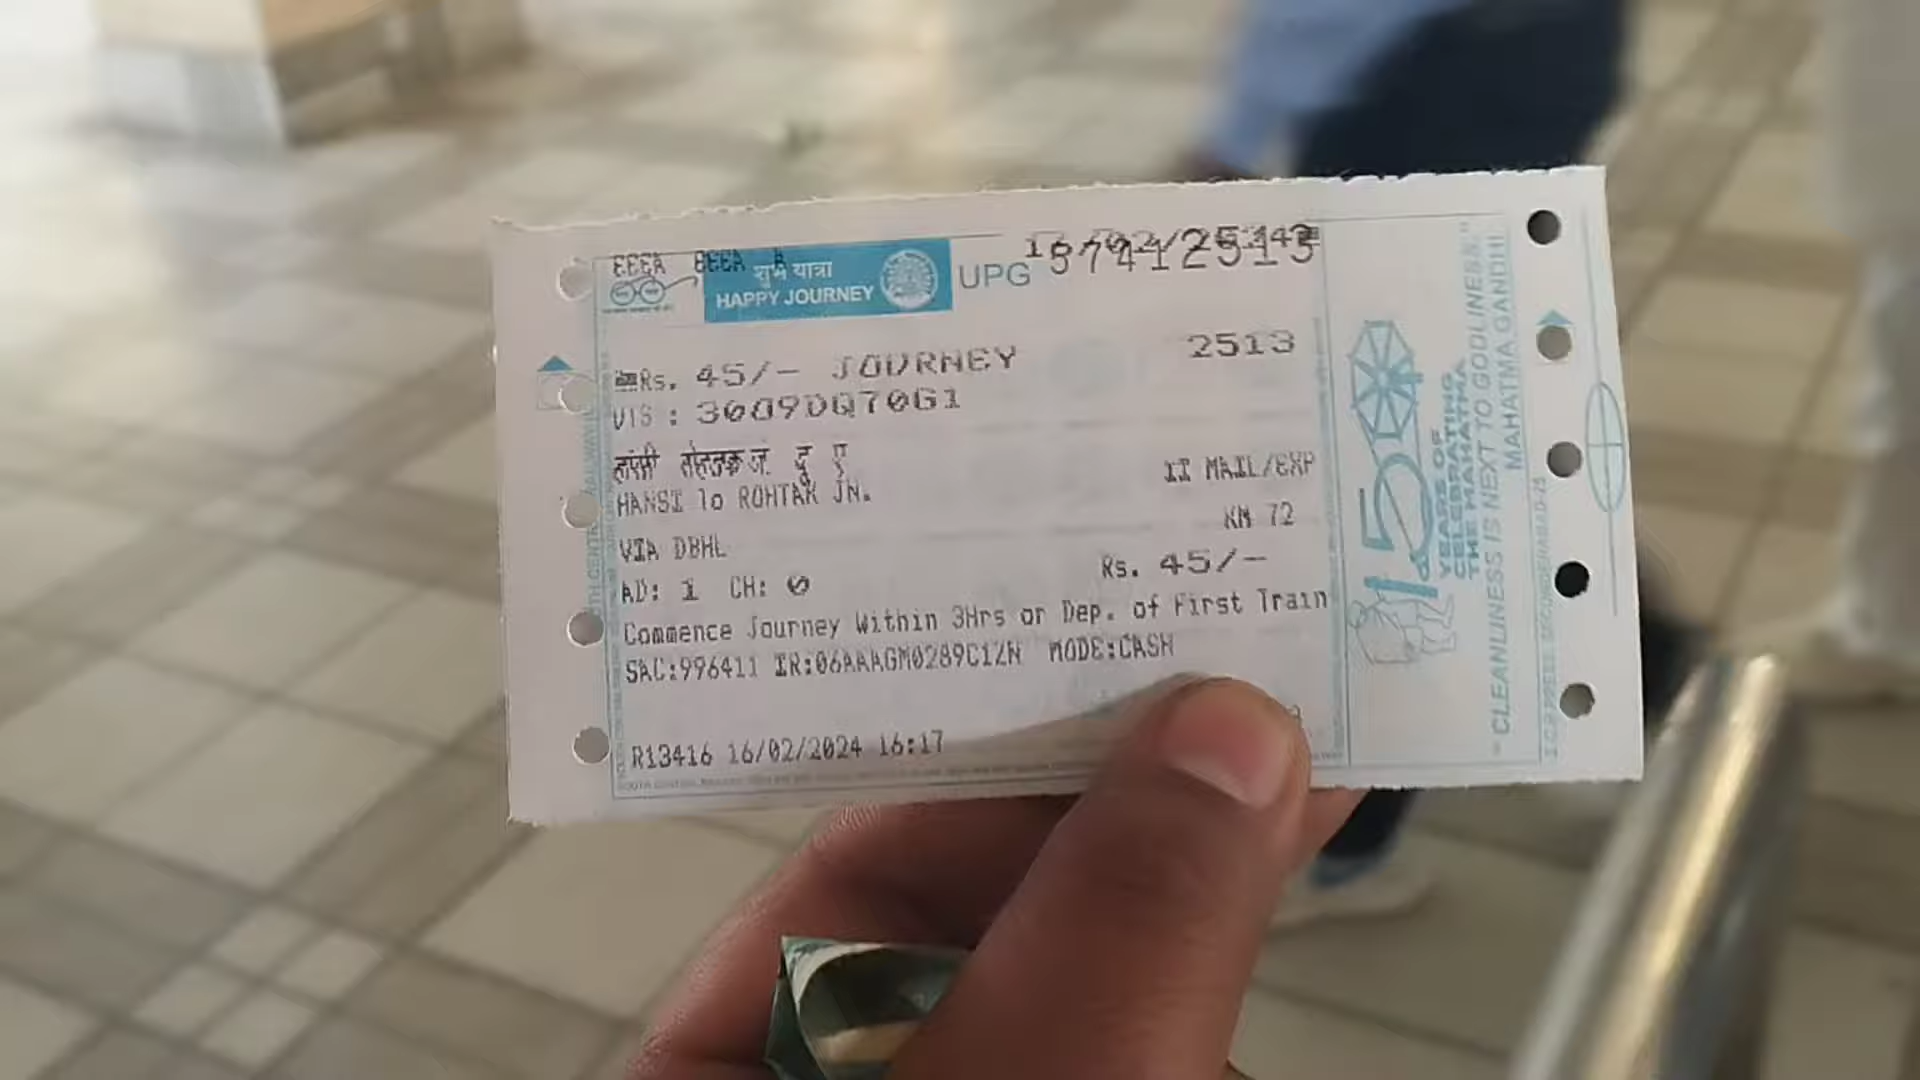 शुभ यात्रा
HAPPY JOURNEY
UPG
Rs. 45/- JOURNEY 2513
हांसी रोहतक ज.
HANSI to ROHTAK JN. II MAIL/EXP
VIA DBHL KM 72
AD: 1 CH: 0 Rs. 45/-
Commence Journey Within 3Hrs or Dep. of First Train
SAC:996411 IR:06AAAGM0289C1ZN MODE:CASH
R13416 16/02/2024 16:17
150
YEARS OF
CELEBRATING
THE MAHATMA
"CLEANLINESS IS NEXT TO GODLINESS"
MAHATMA GANDHI